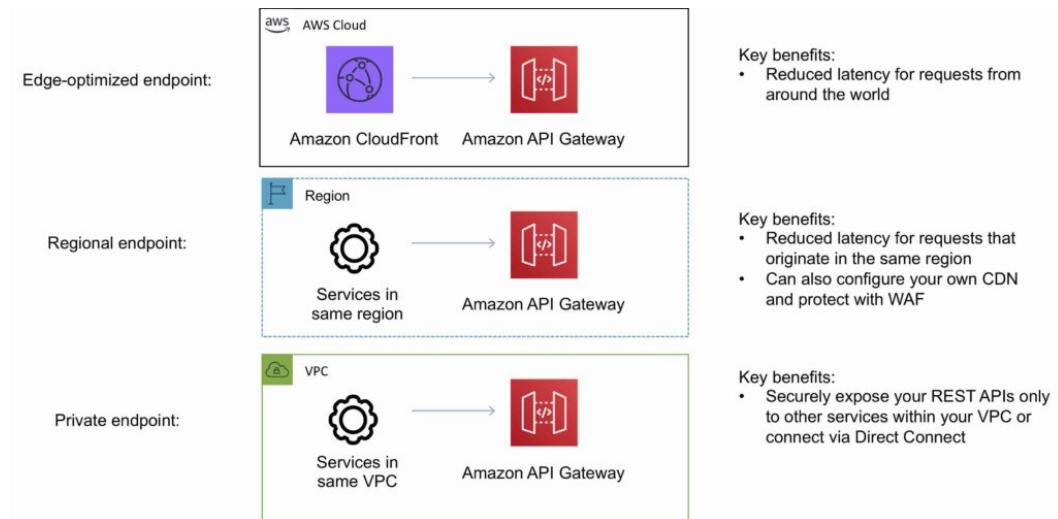 aws AWS Cloud
Edge-optimized endpoint:
Amazon CloudFront
Amazon API Gateway
Key benefits:
• Reduced latency for requests from
around the world
Region
Regional endpoint:
Services in
same region
Amazon API Gateway
Key benefits:
• Reduced latency for requests that
originate in the same region
• Can also configure your own CDN
and protect with WAF
VPC
Private endpoint:
Services in
same VPC
Amazon API Gateway
Key benefits:
• Securely expose your REST APIs only
to other services within your VPC or
connect via Direct Connect